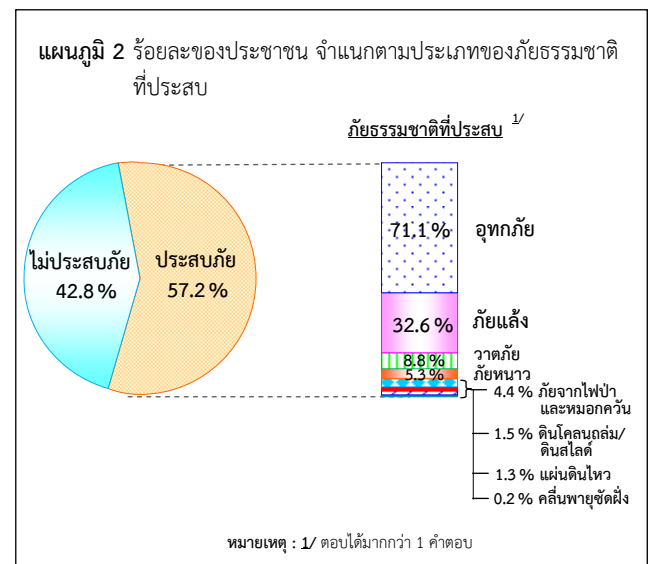 แผนภูมิ 2 ร้อยละของประชาชน จำแนกตามประเภทของภัยธรรมชาติ
ที่ประสบ
ภัยธรรมชาติที่ประสบ 1/
ไม่ประสบภัย
42.8 %
ประสบภัย
57.2 %
71.1 % อุทกภัย
32.6 % ภัยแล้ง
8.8 % วาตภัย
5.3 % ภัยหนาว
4.4 % ภัยจากไฟป่า
และหมอกควัน
1.5 % ดินโคลนถล่ม/
ดินสไลด์
1.3 % แผ่นดินไหว
0.2 % คลื่นพายุซัดฝั่ง
หมายเหตุ : 1/ ตอบได้มากกว่า 1 คำตอบ